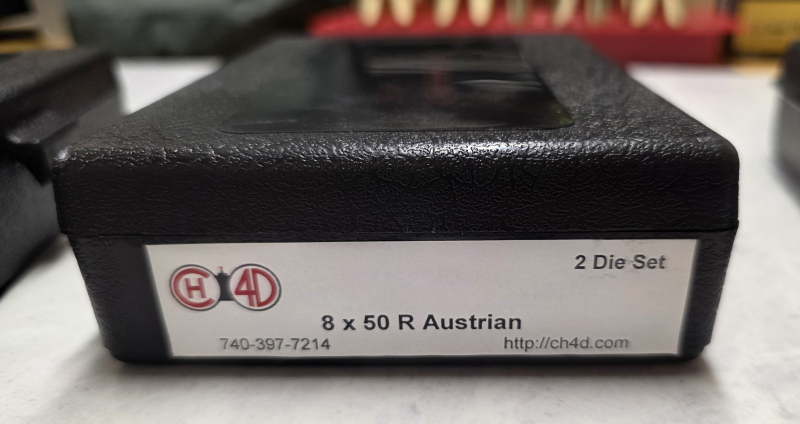 2 Die Set
CH4D
8 x 50 R Austrian
740-397-7214 http://ch4d.com